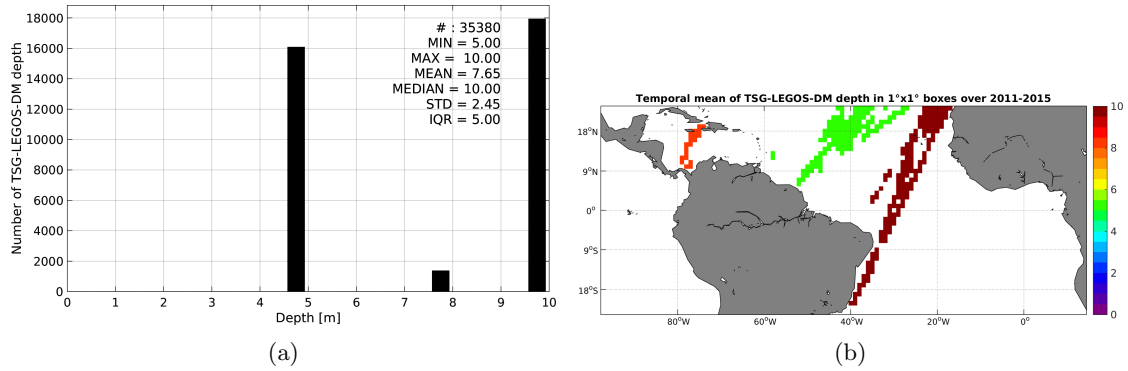 18000
16000
14000
12000
10000
8000
6000
4000
2000
0
Number of TSG-LEGOS-DM depth
# : 35380
MIN = 5.00
MAX = 10.00
MEAN = 7.65
MEDIAN = 10.00
STD = 2.45
IQR = 5.00
0 1 2 3 4 5 6 7 8 9 10
Depth [m]
(a)
Temporal mean of TSG-LEGOS-DM depth in 1°x1° boxes over 2011-2015
18°N
9°N
0°
9°S
18°S
80°W 60°W 40°W 20°W 0°
10
8
6
4
2
0
(b)